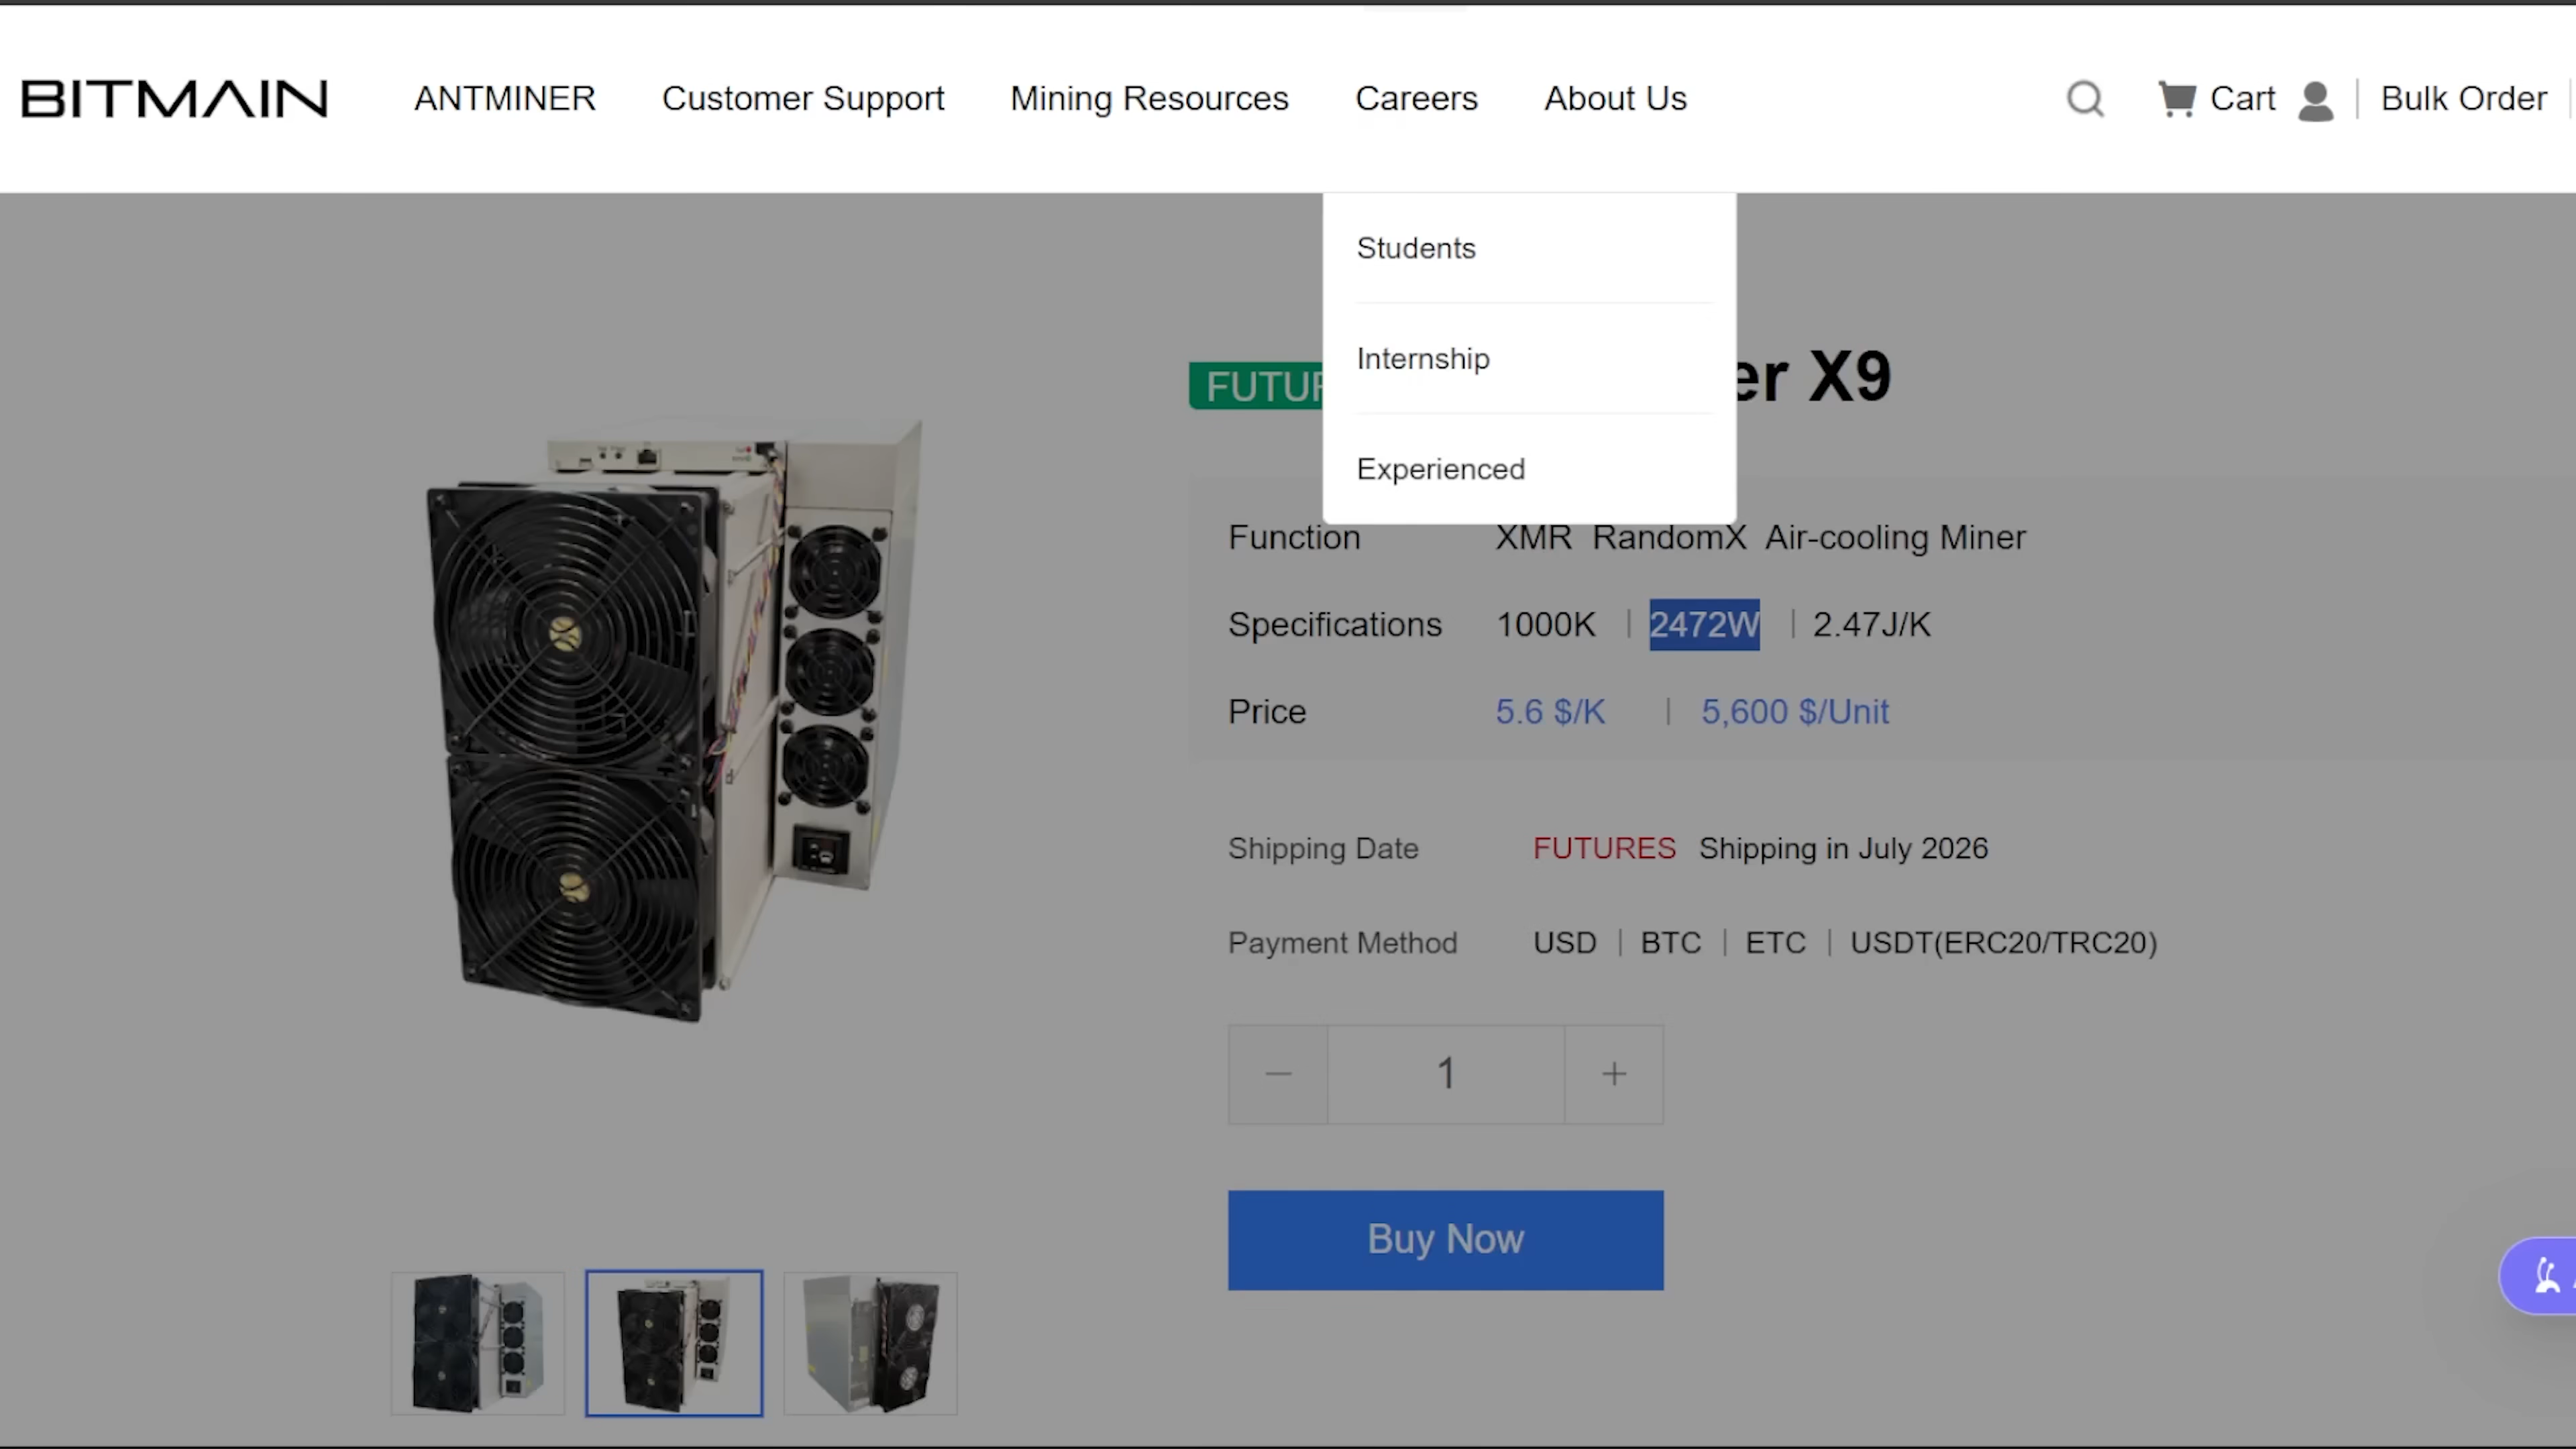 BITMAIN ANTMINER Customer Support Mining Resources Careers About Us Cart Bulk Order
Students
Internship
Experienced
X9
Function XMR RandomX Air-cooling Miner
Specifications 1000K | 2472W | 2.47J/K
Price 5.6 $/K | 5,600 $/Unit
Shipping Date FUTURES Shipping in July 2026
Payment Method USD | BTC | ETC | USDT(ERC20/TRC20)
− 1 +
Buy Now